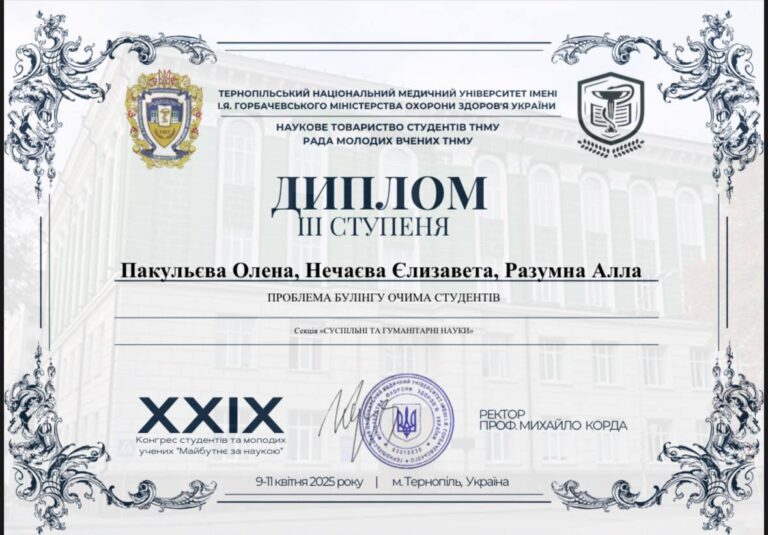 ТЕРНОПІЛЬСЬКИЙ НАЦІОНАЛЬНИЙ МЕДИЧНИЙ УНІВЕРСИТЕТ ІМЕНІ
І.Я. ГОРБАЧЕВСЬКОГО МІНІСТЕРСТВА ОХОРОНИ ЗДОРОВ'Я УКРАЇНИ
НАУКОВЕ ТОВАРИСТВО СТУДЕНТІВ ТНМУ
РАДА МОЛОДИХ ВЧЕНИХ ТНМУ
ДИПЛОМ
III СТУПЕНЯ
Пакульєва Олена, Нечаєва Єлизавета, Разумна Алла
ПРОБЛЕМА БУЛІНГУ ОЧИМА СТУДЕНТІВ
Секція «СУСПІЛЬНІ ТА ГУМАНІТАРНІ НАУКИ»
XXIX
Конгрес студентів та молодих
учених "Майбутнє за наукою"
РЕКТОР
ПРОФ. МИХАЙЛО КОРДА
9-11 квітня 2025 року | м. Тернопіль, Україна